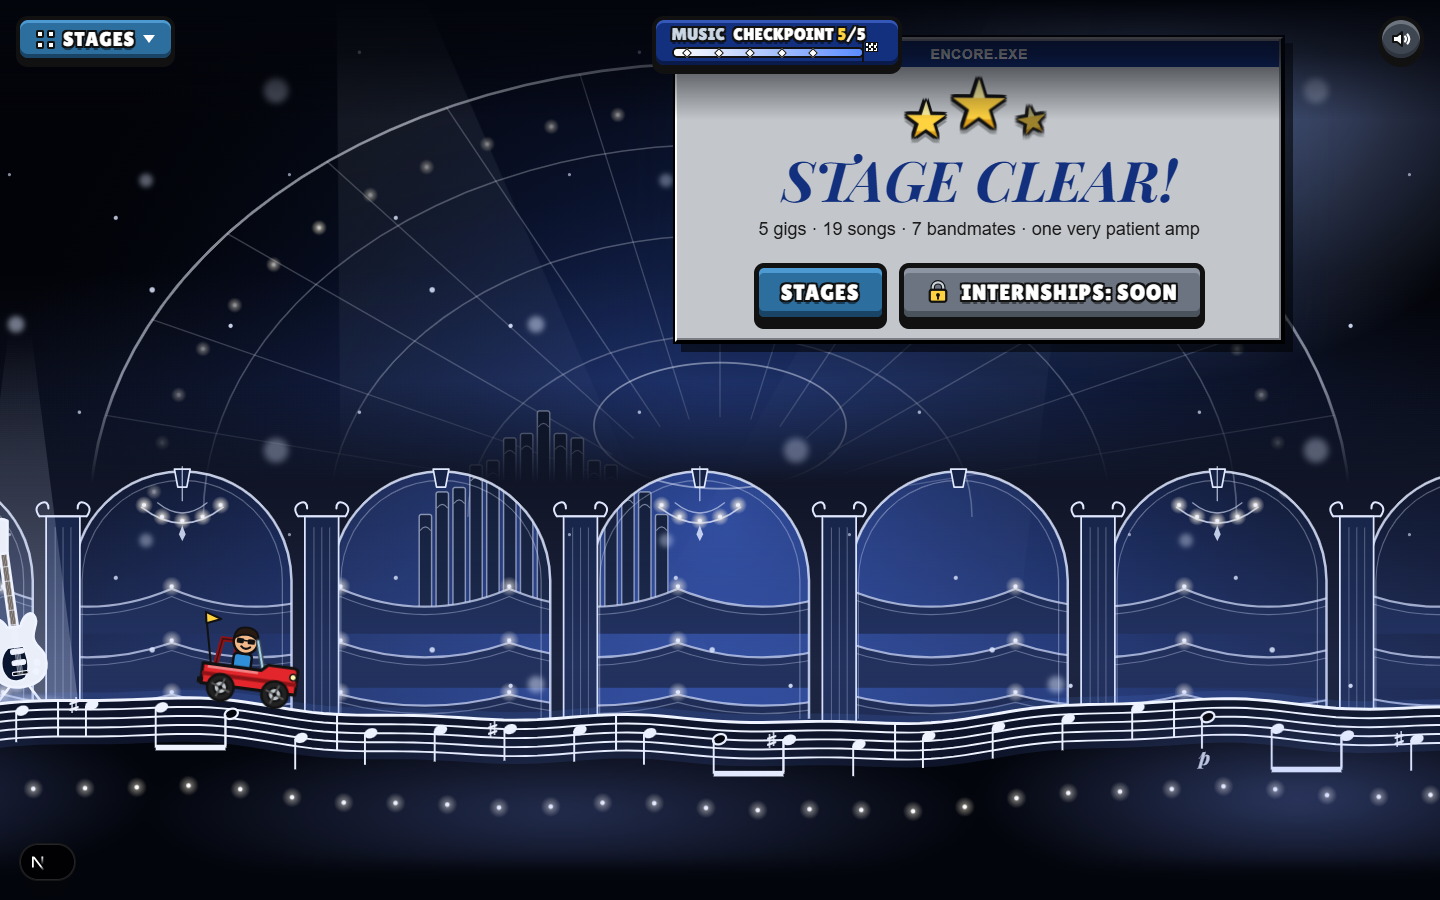 STAGES
MUSIC CHECKPOINT 5/5
ENCORE.EXE
STAGE CLEAR!
5 gigs · 19 songs · 7 bandmates · one very patient amp
STAGES
INTERNSHIPS: SOON
p
N